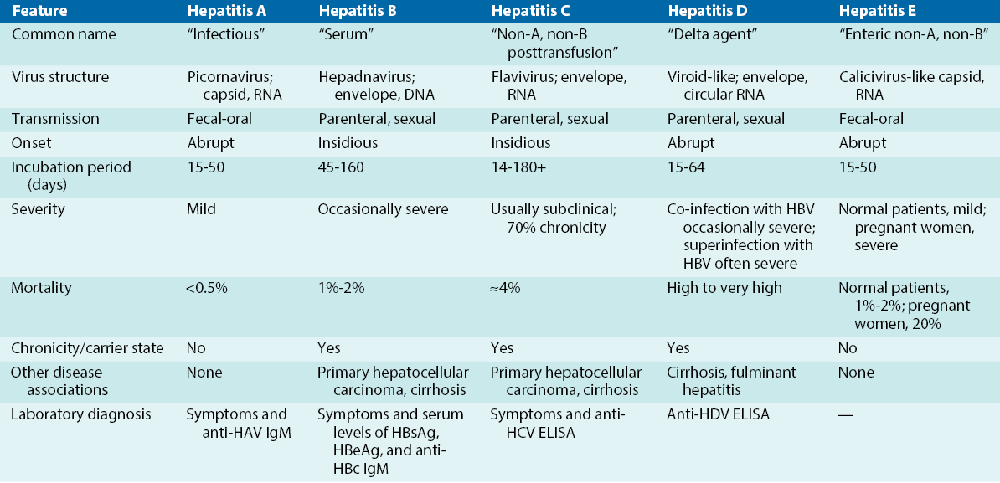 Feature Hepatitis A Hepatitis B Hepatitis C Hepatitis D Hepatitis E
Common name “Infectious” “Serum” “Non-A, non-B “Delta agent” “Enteric non-A, non-B”
posttransfusion”
Virus structure Picornavirus; Hepadnavirus; Flavivirus; envelope, Viroid-like; envelope, Calicivirus-like capsid,
capsid, RNA envelope, DNA RNA circular RNA RNA
Transmission Fecal-oral Parenteral, sexual Parenteral, sexual Parenteral, sexual Fecal-oral
Onset Abrupt Insidious Insidious Abrupt Abrupt
Incubation period 15-50 45-160 14-180+ 15-64 15-50
(days)
Severity Mild Occasionally severe Usually subclinical; Co-infection with HBV Normal patients, mild;
70% chronicity occasionally severe; pregnant women,
superinfection with severe
HBV often severe
Mortality <0.5% 1%-2% ≈4% High to very high Normal patients,
1%-2%; pregnant
women, 20%
Chronicity/carrier state No Yes Yes Yes No
Other disease None Primary hepatocellular Primary hepatocellular Cirrhosis, fulminant None
associations carcinoma, cirrhosis carcinoma, cirrhosis hepatitis
Laboratory diagnosis Symptoms and Symptoms and serum Symptoms and anti- Anti-HDV ELISA —
anti-HAV IgM levels of HBsAg, HCV ELISA
HBeAg, and anti-
HBc IgM